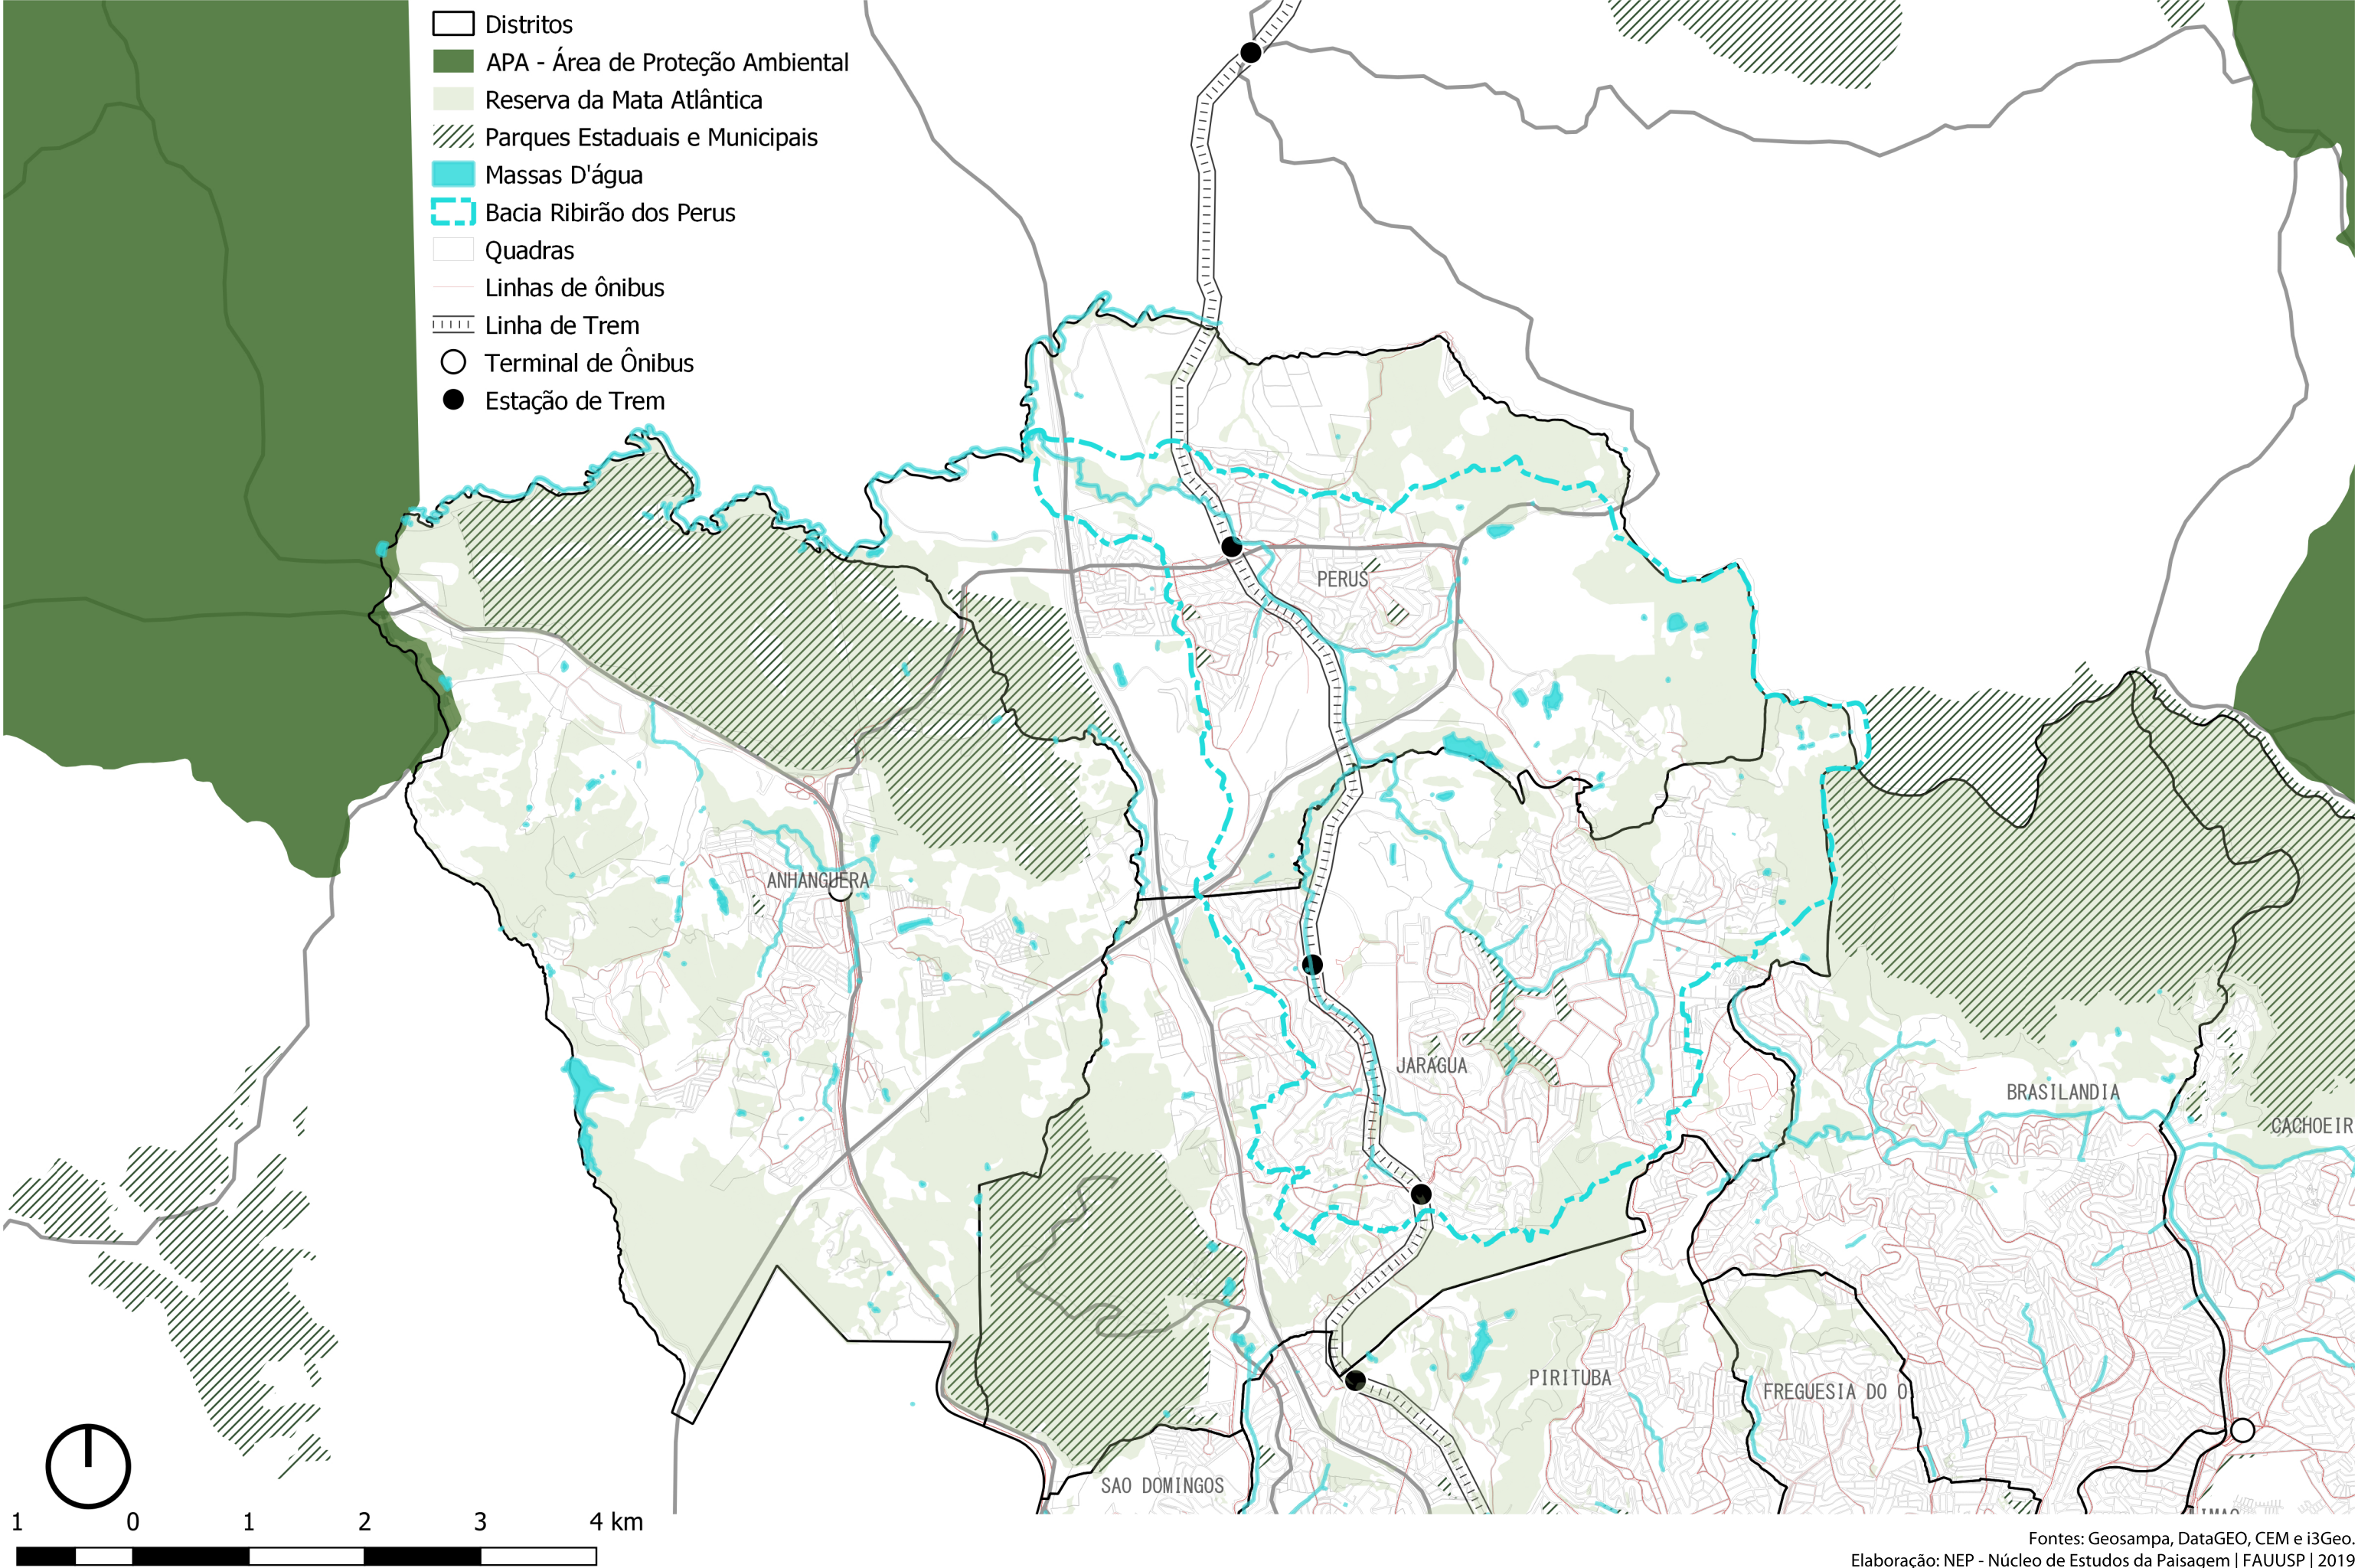 Distritos
APA - Área de Proteção Ambiental
Reserva da Mata Atlântica
Parques Estaduais e Municipais
Massas D'água
Bacia Ribirão dos Perus
Quadras
Linhas de ônibus
Linha de Trem
Terminal de Ônibus
Estação de Trem
PERUS
ANHANGUERA
JARAGUA
BRASILANDIA
CACHOEIR
PIRITUBA
FREGUESIA DO O
SAO DOMINGOS
1 0 1 2 3 4 km
Fontes: Geosampa, DataGEO, CEM e i3Geo.
Elaboração: NEP - Núcleo de Estudos da Paisagem | FAUUSP | 2019